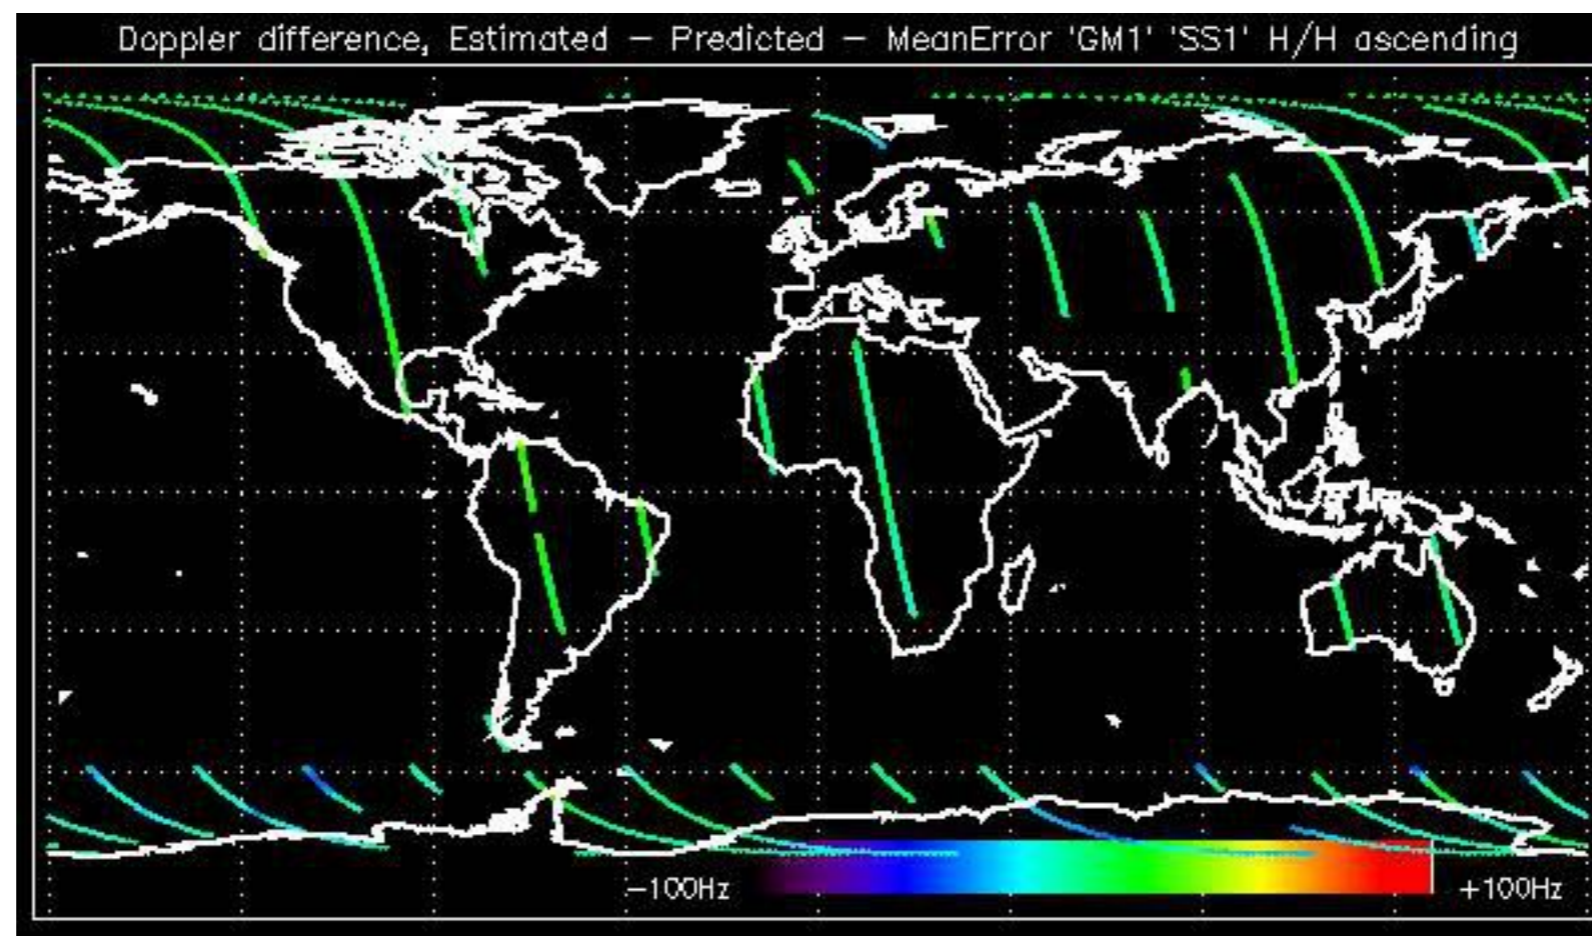 Doppler difference, Estimated − Predicted − MeanError 'GM1' 'SS1' H/H ascending
−100Hz
+100Hz